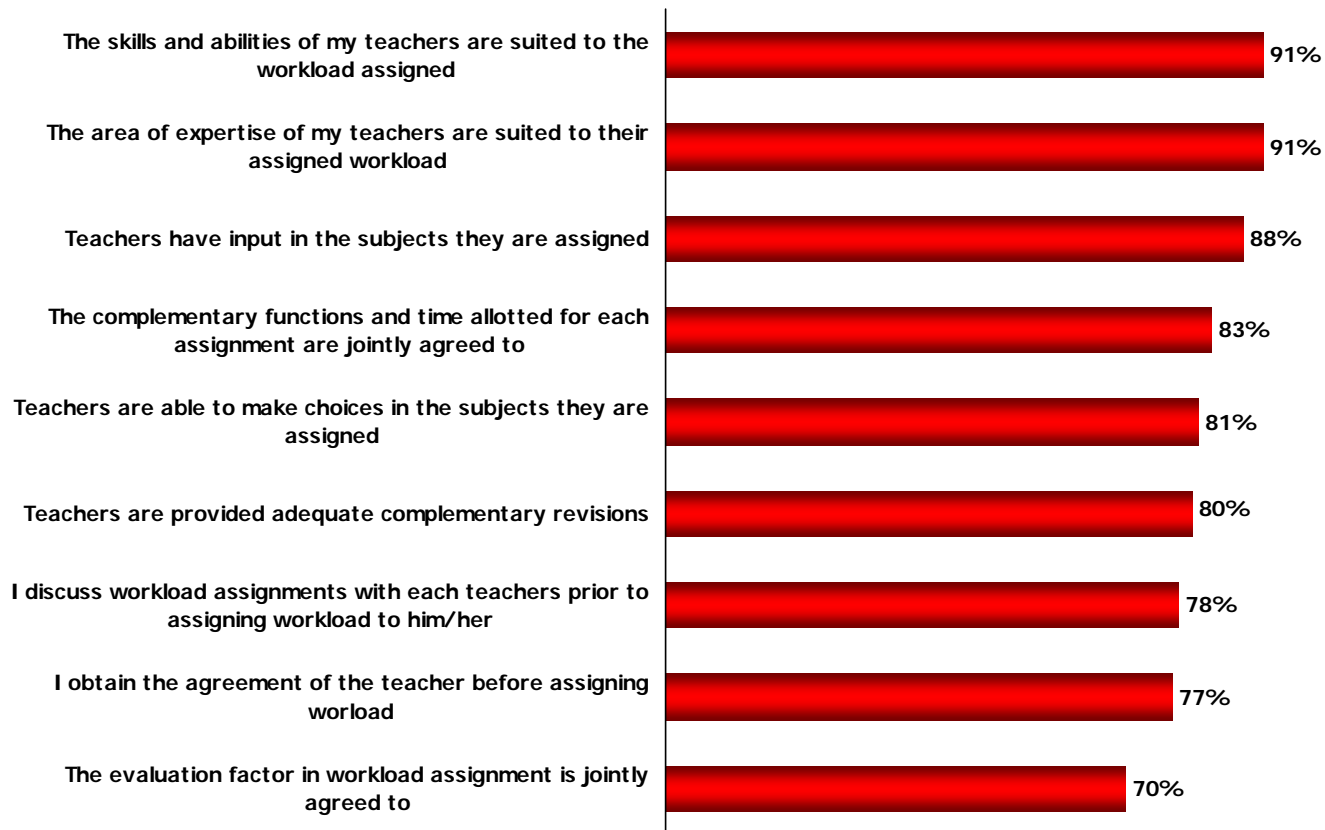 The skills and abilities of my teachers are suited to the
workload assigned
91%
The area of expertise of my teachers are suited to their
assigned workload
91%
Teachers have input in the subjects they are assigned
88%
The complementary functions and time allotted for each
assignment are jointly agreed to
83%
Teachers are able to make choices in the subjects they are
assigned
81%
Teachers are provided adequate complementary revisions
80%
I discuss workload assignments with each teachers prior to
assigning workload to him/her
78%
I obtain the agreement of the teacher before assigning
worload
77%
The evaluation factor in workload assignment is jointly
agreed to
70%